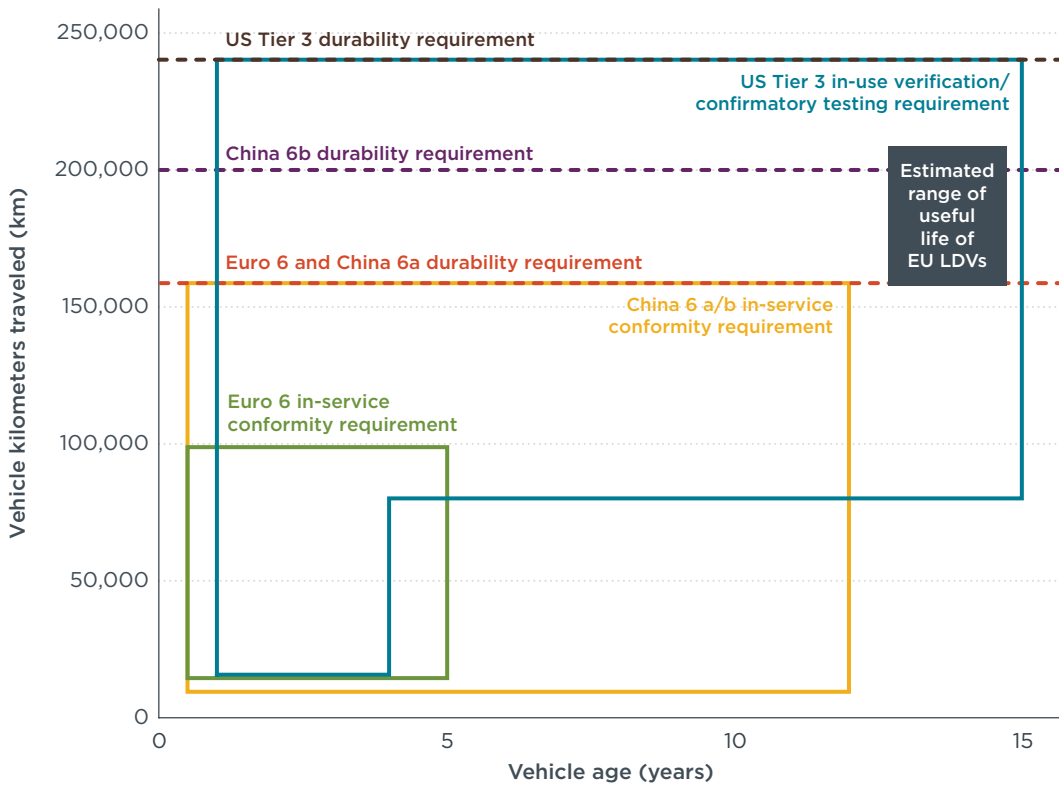 250,000
US Tier 3 durability requirement
US Tier 3 in-use verification/
confirmatory testing requirement
China 6b durability requirement
200,000
Estimated
range of
useful
life of
EU LDVs
Euro 6 and China 6a durability requirement
150,000
China 6 a/b in-service
conformity requirement
Euro 6 in-service
conformity requirement
100,000
50,000
0
Vehicle kilometers traveled (km)
0
5
10
15
Vehicle age (years)